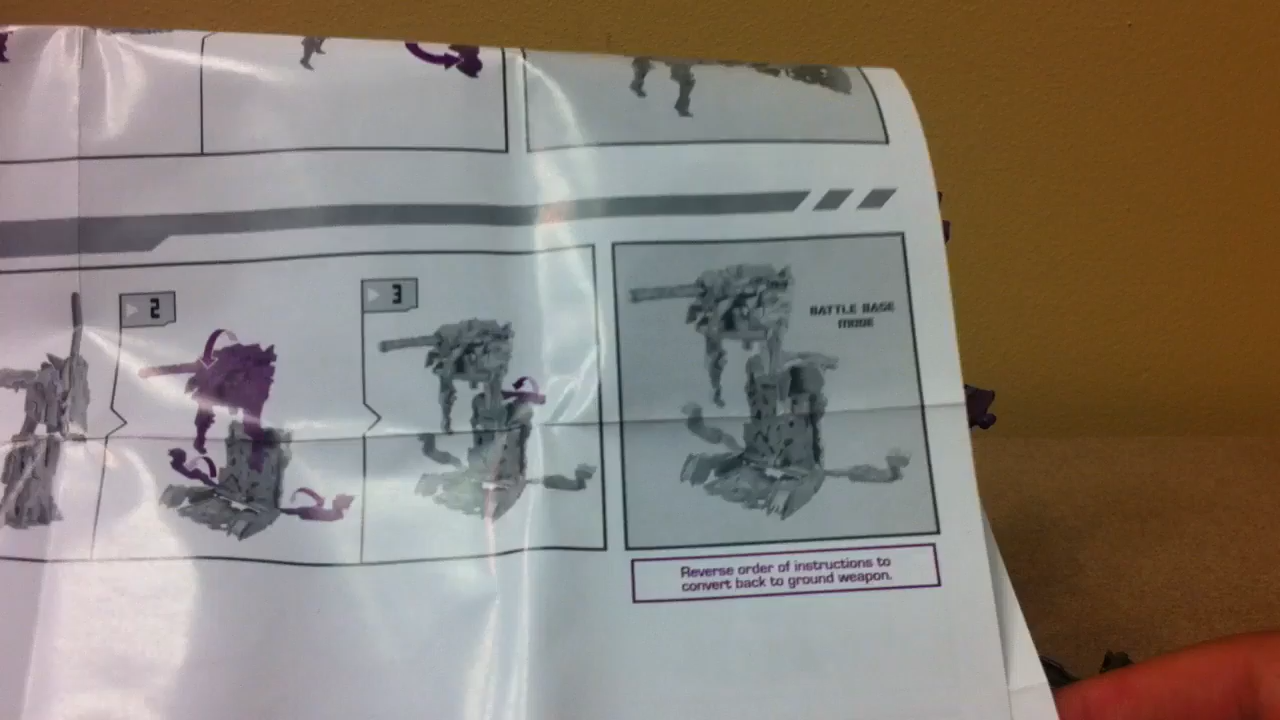 2
3
BATTLE BASE
MODE
Reverse order of instructions to
convert back to ground weapon.